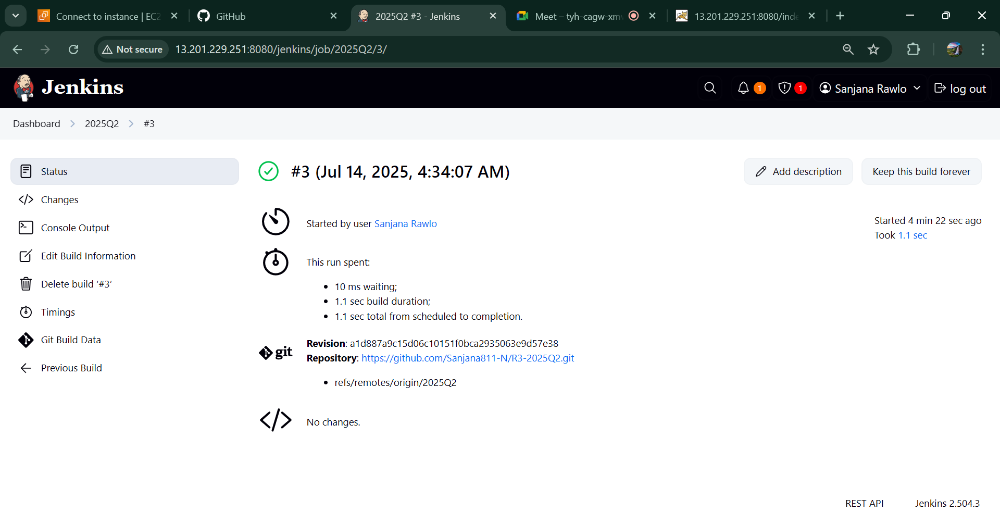 Connect to instance | EC2
GitHub
2025Q2 #3 - Jenkins
Meet – tyh-cagw-xmv
13.201.229.251:8080/inde
Not secure
13.201.229.251:8080/jenkins/job/2025Q2/3/
Jenkins
1
1
Sanjana Rawlo
log out
Dashboard
2025Q2
#3
Status
Changes
Console Output
Edit Build Information
Delete build ‘#3’
Timings
Git Build Data
Previous Build
#3 (Jul 14, 2025, 4:34:07 AM)
Add description
Keep this build forever
Started by user Sanjana Rawlo
Started 4 min 22 sec ago
Took 1.1 sec
This run spent:
10 ms waiting;
1.1 sec build duration;
1.1 sec total from scheduled to completion.
git
Revision: a1d887a9c15d06c10151f0bca2935063e9d57e38
Repository: https://github.com/Sanjana811-N/R3-2025Q2.git
refs/remotes/origin/2025Q2
No changes.
REST API
Jenkins 2.504.3